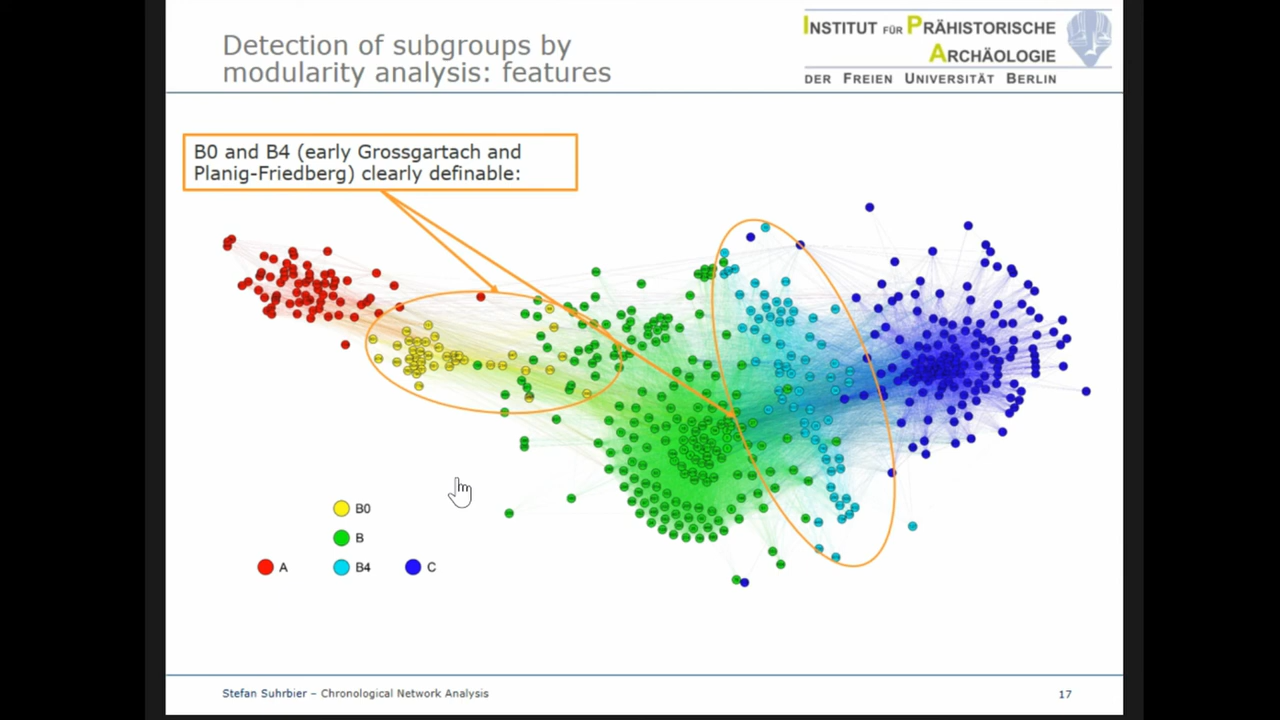 Detection of subgroups by
modularity analysis: features
INSTITUT FÜR PRÄHISTORISCHE
ARCHÄOLOGIE
DER FREIEN UNIVERSITÄT BERLIN
B0 and B4 (early Grossgartach and
Planig-Friedberg) clearly definable:
B0
B
A
B4
C
Stefan Suhrbier – Chronological Network Analysis
17